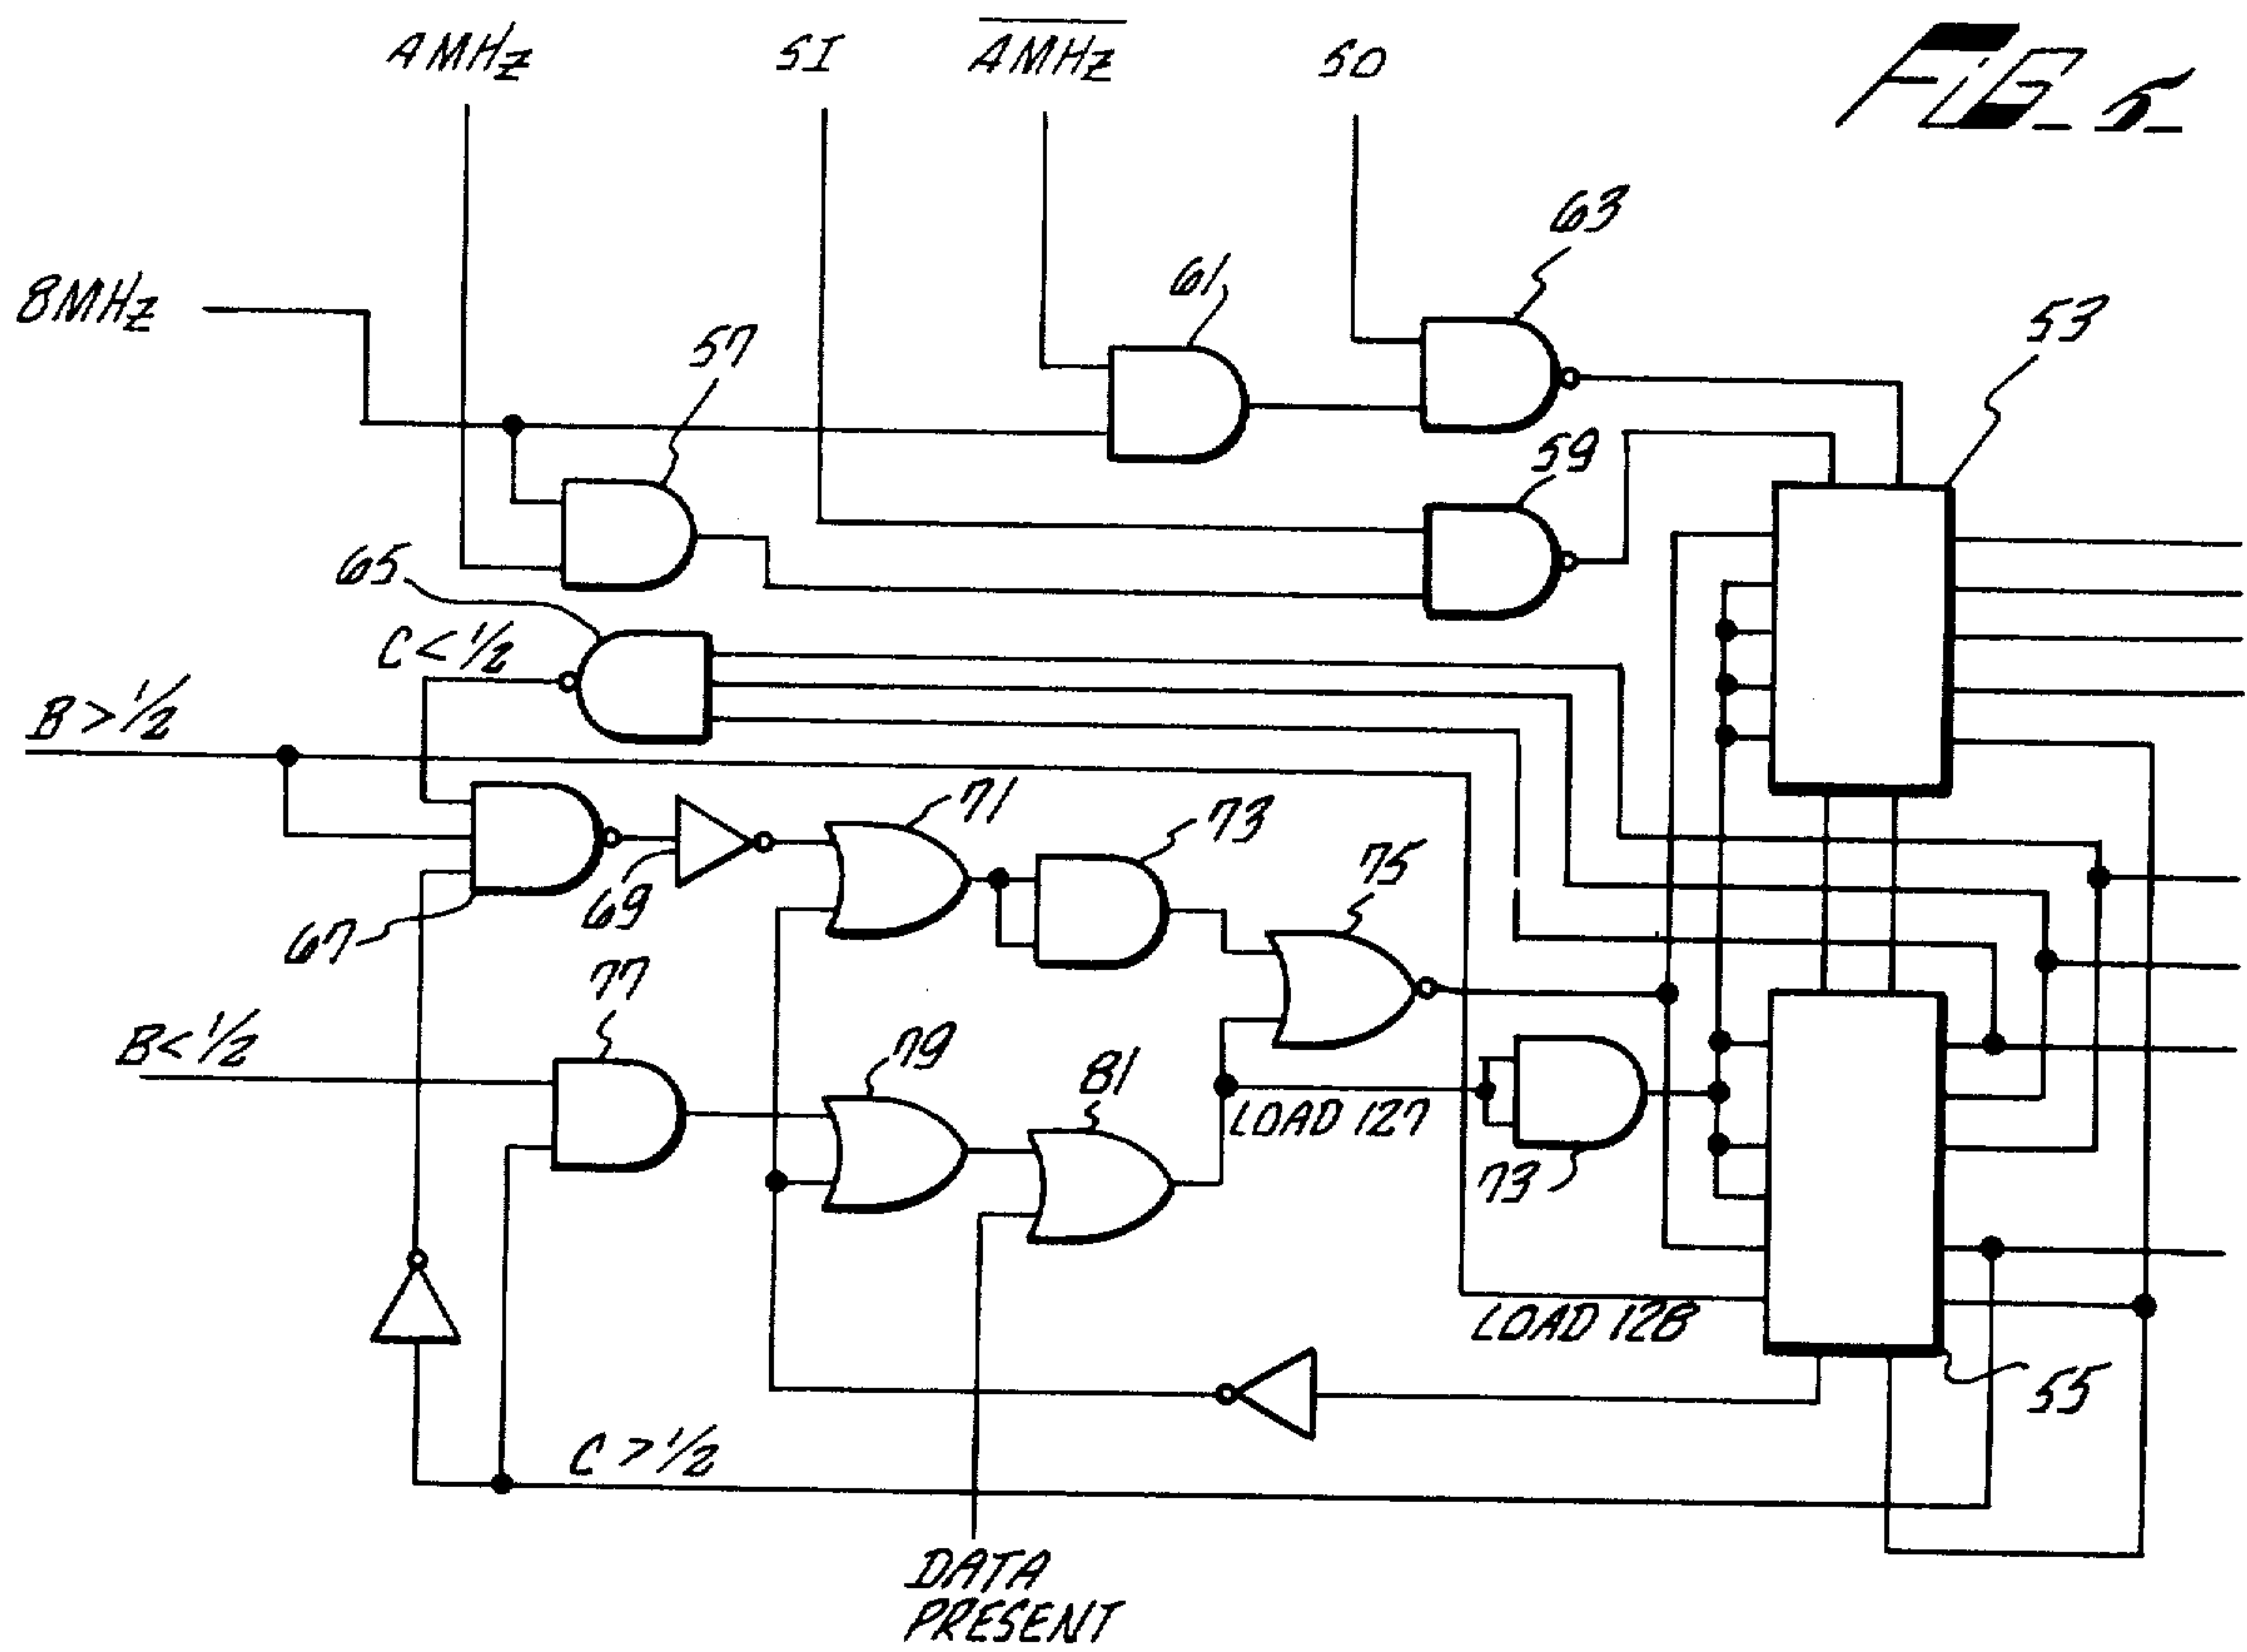 4MHz
SI
4MHz
SO
FIG_5_
63
61
8MHz
53
57
59
65
C < 1/2
B > 1/2
71
73
75
69
67
77
B < 1/2
79
81
LOAD 127
73
LOAD 128
55
C > 1/2
DATA
PRESENT